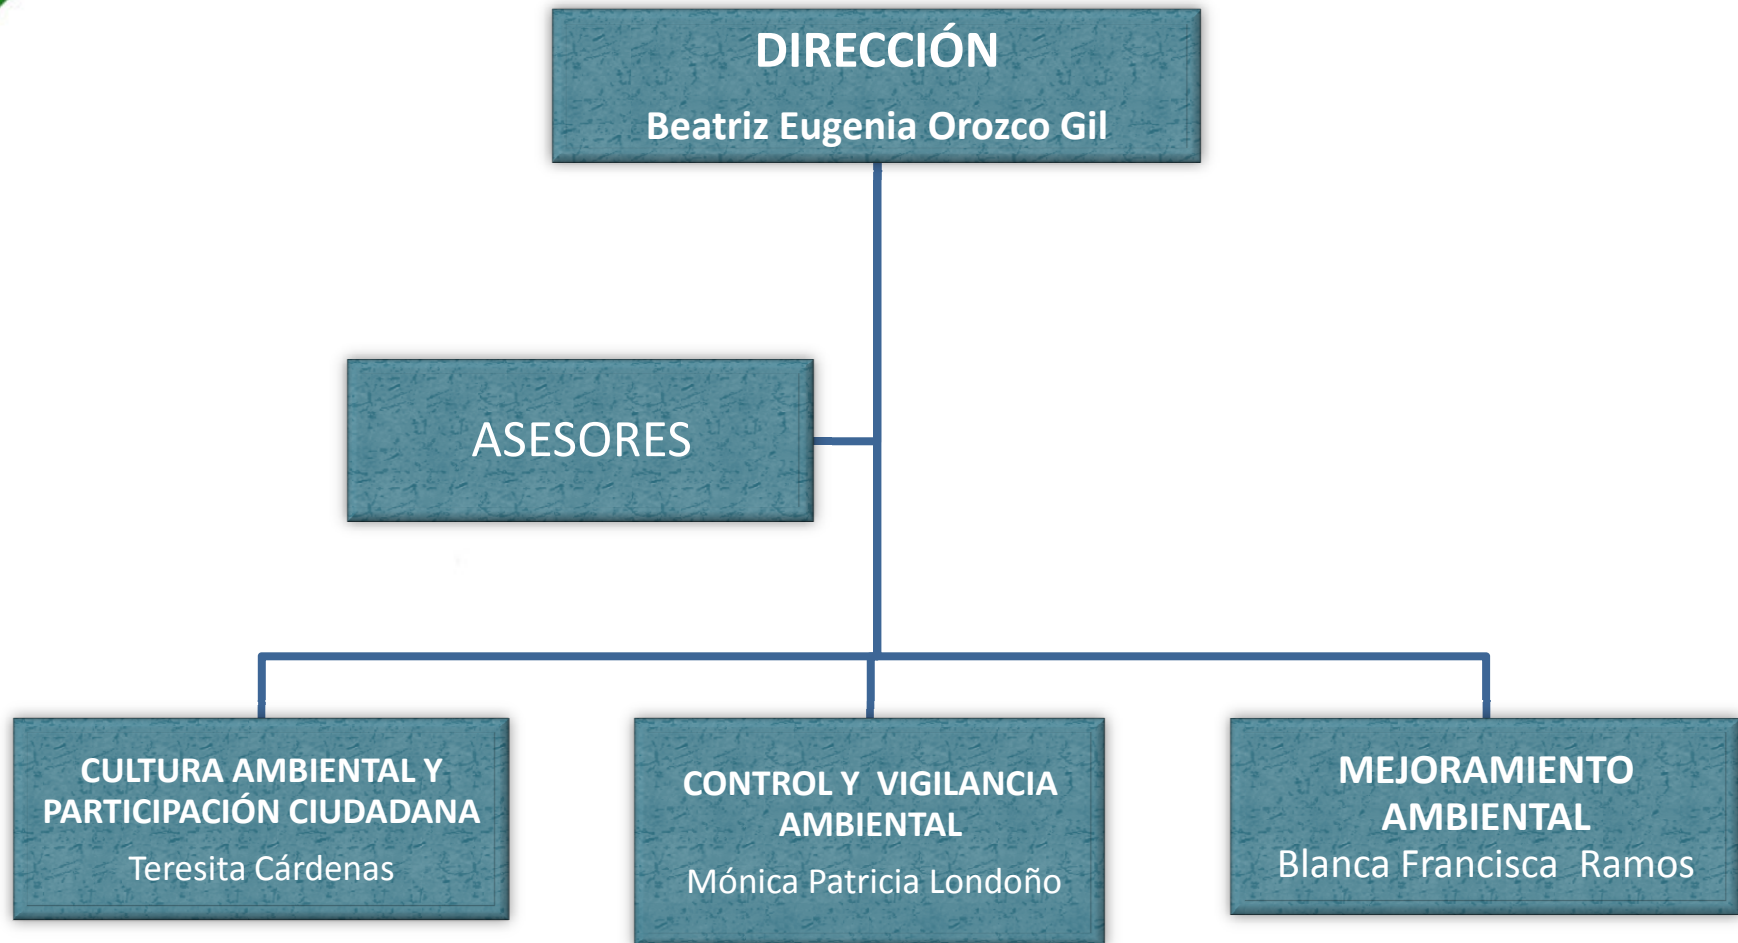 DIRECCIÓN
Beatriz Eugenia Orozco Gil
ASESORES
CULTURA AMBIENTAL Y
PARTICIPACIÓN CIUDADANA
Teresita Cárdenas
CONTROL Y VIGILANCIA
AMBIENTAL
Mónica Patricia Londoño
MEJORAMIENTO
AMBIENTAL
Blanca Francisca Ramos